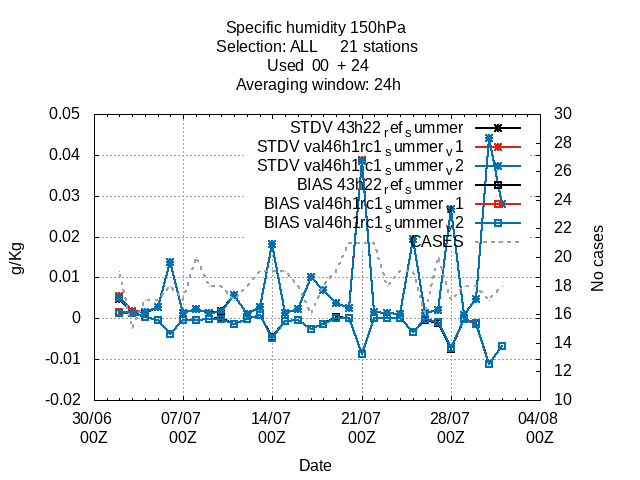 Specific humidity 150hPa
Selection: ALL 21 stations
Used 00 + 24
Averaging window: 24h
0.05
0.04
0.03
0.02
0.01
0
-0.01
-0.02
g/Kg
30
28
26
24
22
20
18
16
14
12
10
No cases
STDV 43h22_ref_summer
STDV val46h1rc1_summer_v1
STDV val46h1rc1_summer_v2
BIAS 43h22_ref_summer
BIAS val46h1rc1_summer_v1
BIAS val46h1rc1_summer_v2
CASES
30/06 07/07 14/07 21/07 28/07 04/08
00Z 00Z 00Z 00Z 00Z 00Z
Date